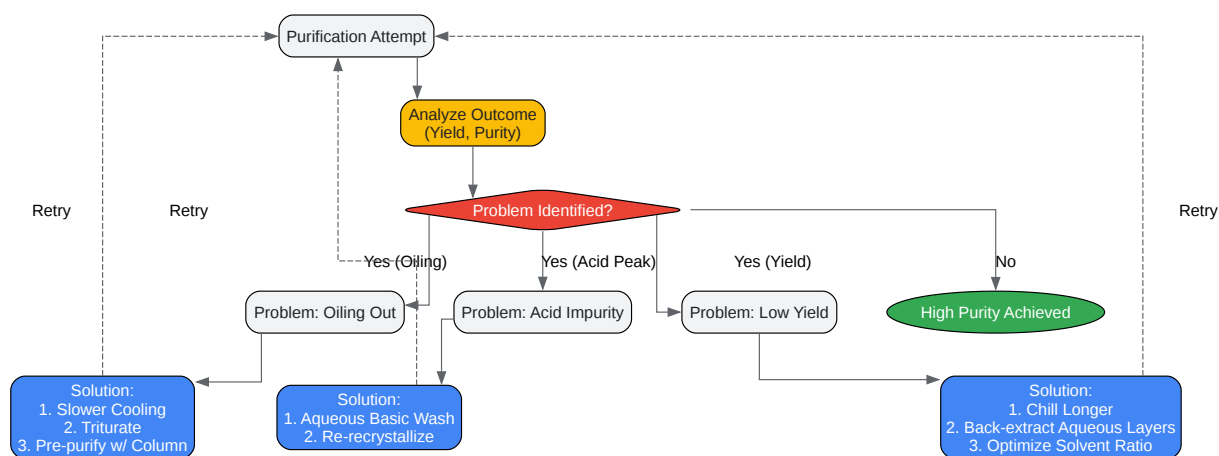 Purification Attempt
Analyze Outcome
(Yield, Purity)
Retry
Retry
Problem Identified?
Retry
Yes (Oiling)
Yes (Acid Peak)
Yes (Yield)
No
Problem: Oiling Out
Problem: Acid Impurity
Problem: Low Yield
High Purity Achieved
Solution:
1. Slower Cooling
2. Triturate
3. Pre-purify w/ Column
Solution:
1. Aqueous Basic Wash
2. Re-recrystallize
Solution:
1. Chill Longer
2. Back-extract Aqueous Layers
3. Optimize Solvent Ratio